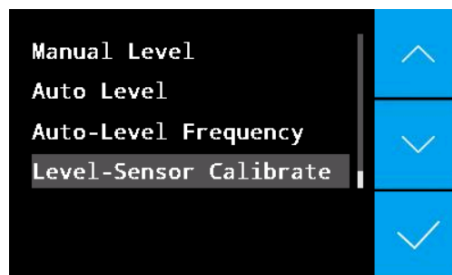 Manual Level
Auto Level
Auto-Level Frequency
Level-Sensor Calibrate